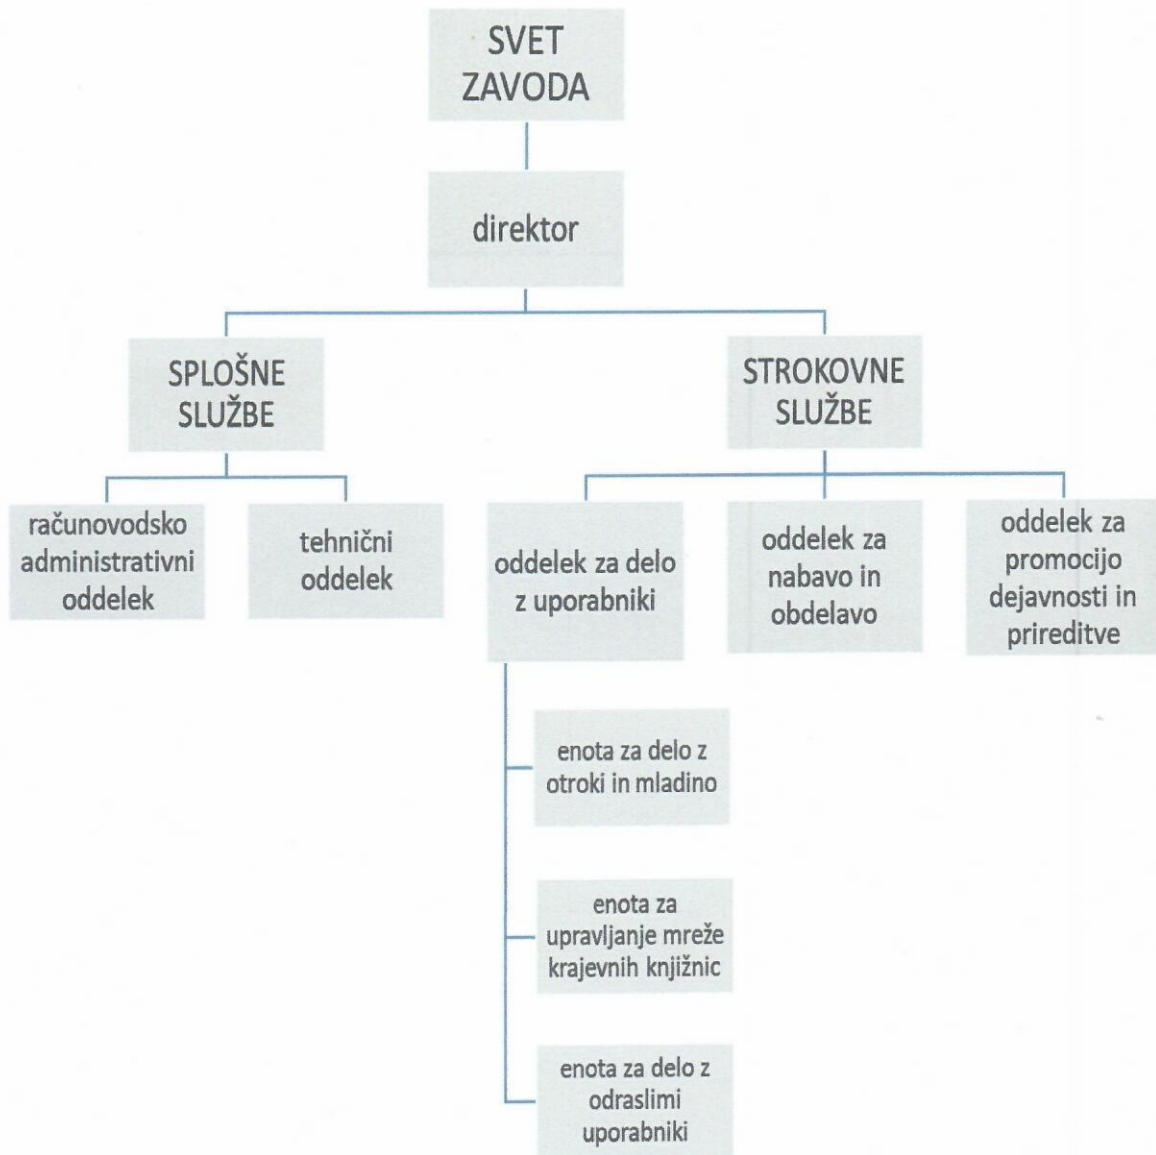 SVET
ZAVODA
direktor
SPLOŠNE
SLUŽBE
STROKOVNE
SLUŽBE
računovodsko
administrativni
oddelek
tehnični
oddelek
oddelek za delo
z uporabniki
oddelek za
nabavo in
obdelavo
oddelek za
promocijo
dejavnosti in
prireditve
enota za delo z
otroki in mladino
enota za
upravljanje mreže
krajevnih knjižnic
enota za delo z
odraslimi
uporabniki